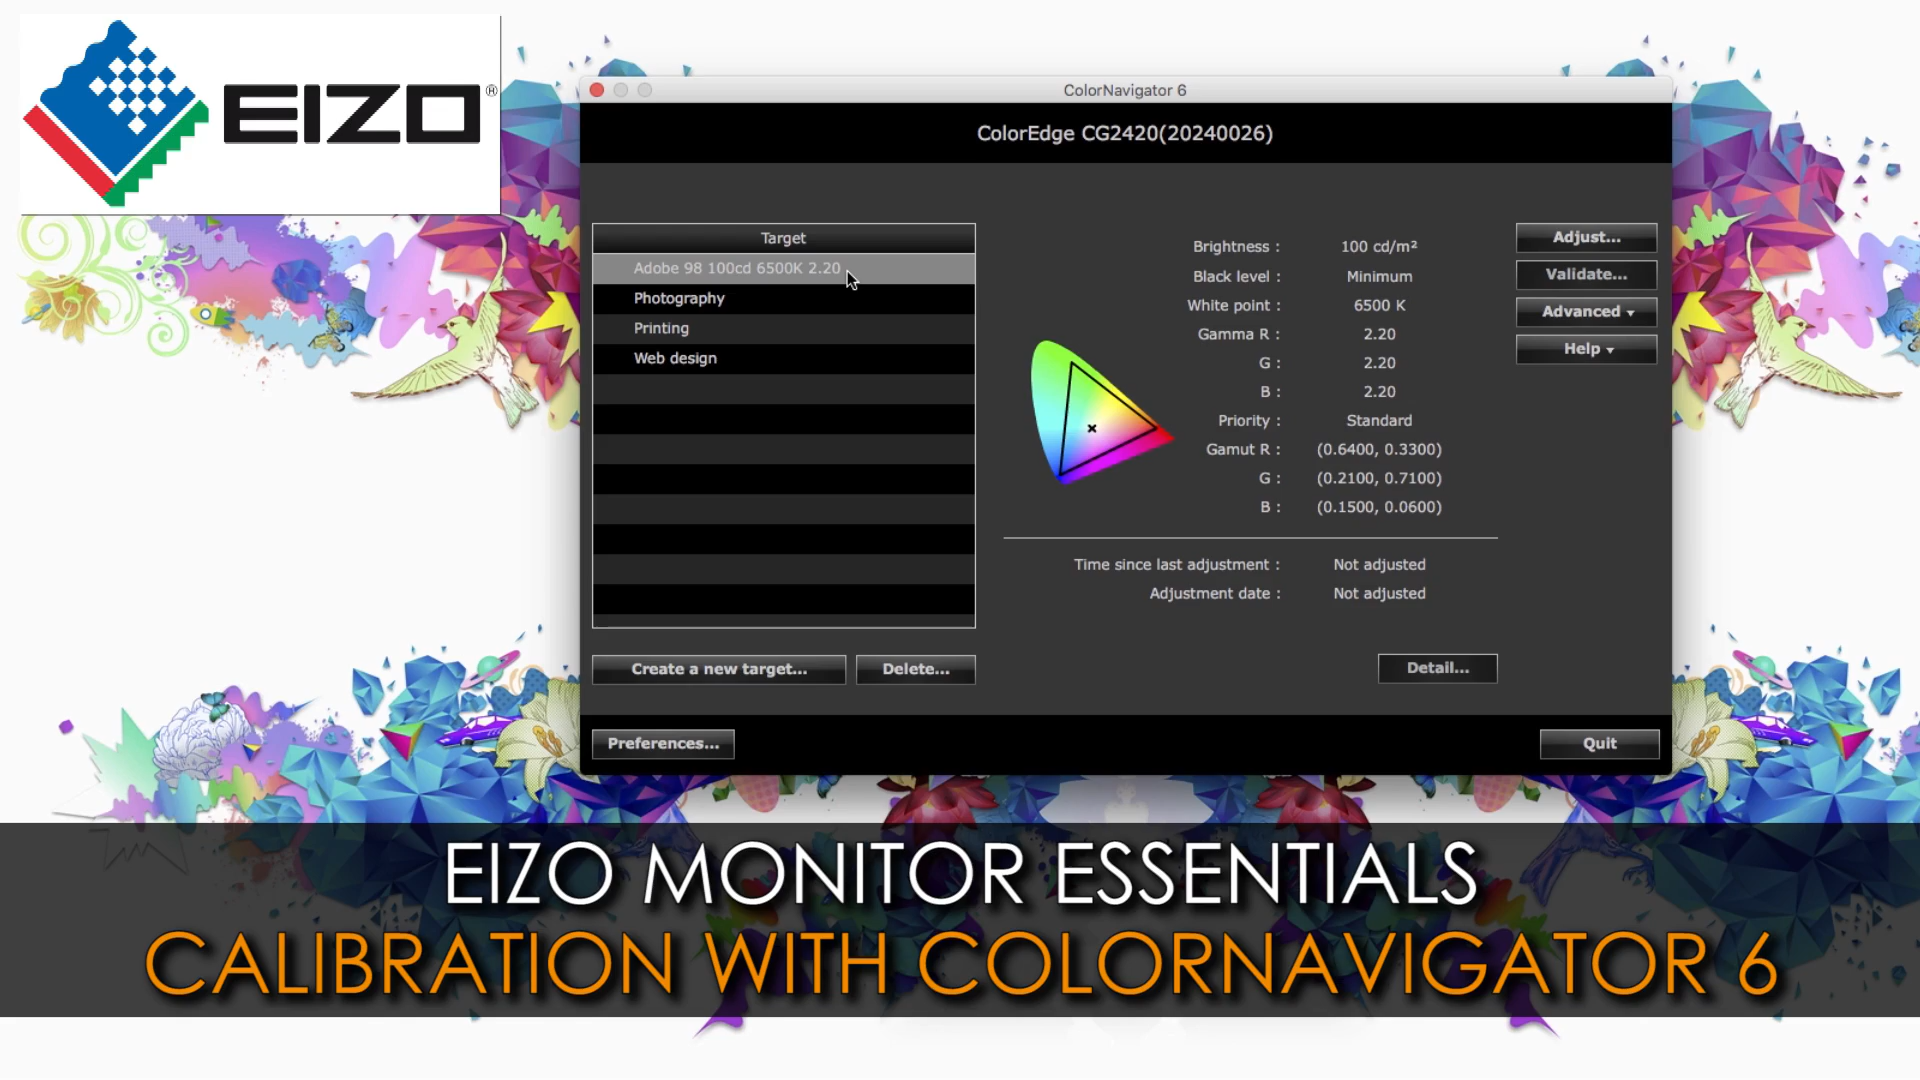 EIZO®
ColorNavigator 6
ColorEdge CG2420(20240026)
Target
Adobe 98 100cd 6500K 2.20
Photography
Printing
Web design
Create a new target...
Delete...
Brightness : 100 cd/m²
Black level : Minimum
White point : 6500 K
Gamma R : 2.20
G : 2.20
B : 2.20
Priority : Standard
Gamut R : (0.6400, 0.3300)
G : (0.2100, 0.7100)
B : (0.1500, 0.0600)
Time since last adjustment : Not adjusted
Adjustment date : Not adjusted
Detail...
Adjust...
Validate...
Advanced
Help
Preferences...
Quit
EIZO MONITOR ESSENTIALS
CALIBRATION WITH COLORNAVIGATOR 6